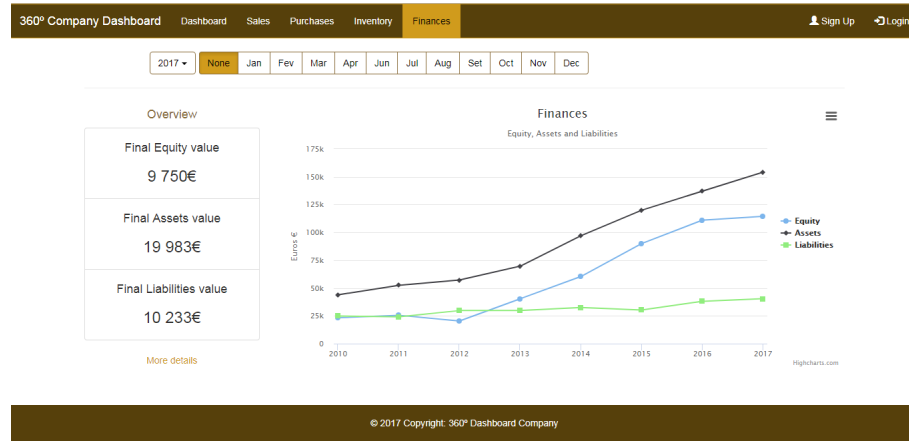 360º Company Dashboard Dashboard Sales Purchases Inventory Finances Sign Up Login
2017 None Jan Fev Mar Apr Jun Jul Aug Set Oct Nov Dec
Overview
Final Equity value
9 750€
Final Assets value
19 983€
Final Liabilities value
10 233€
More details
Finances
Equity, Assets and Liabilities
Euros €
175k
150k
125k
100k
75k
50k
25k
0
2010 2011 2012 2013 2014 2015 2016 2017
Equity
Assets
Liabilities
Highcharts.com
© 2017 Copyright: 360º Dashboard Company